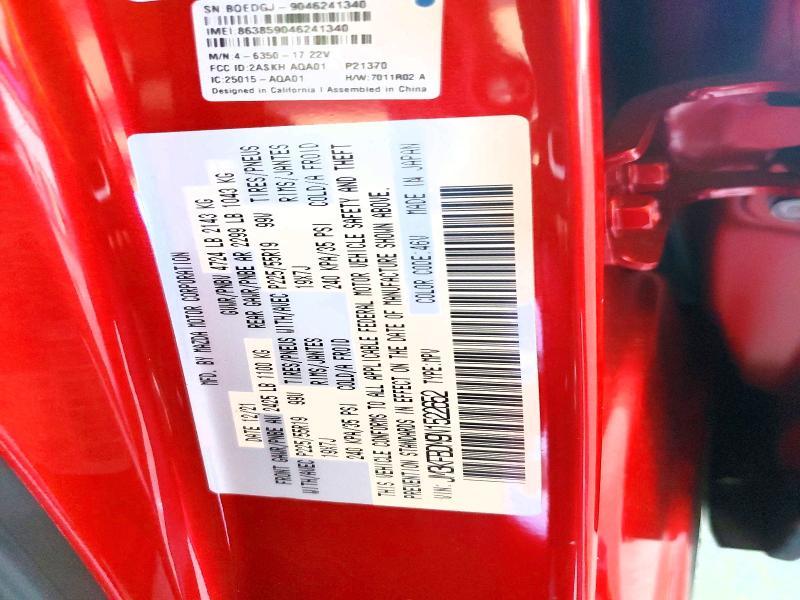 SN BQEDGJ - 9046241340
IMEI: 863859046241340
M/N: 4 - 6350 - 17 22V
FCC ID: 2ASKH AQA01 P21370
IC: 25015 - AQA01 H/W: 7011R02 A
Designed in California | Assembled in China
MFD. BY MAZDA MOTOR CORPORATION
DATE 12/21 GVWR/PNBV 4724 LB 2143 KG
FRONT GAWR/PNBE AV 2425 LB 1100 KG REAR GAWR/PNBE AR 2299 LB 1043 KG
WITH/AVEC P225/55R19 99V TIRES/PNEUS WITH/AVEC P225/55R19 99V TIRES/PNEUS
19X7J RIMS/JANTES 19X7J RIMS/JANTES
240 KPA/35 PSI COLD/A FROID 240 KPA/35 PSI COLD/A FROID
THIS VEHICLE CONFORMS TO ALL APPLICABLE FEDERAL MOTOR VEHICLE SAFETY AND THEFT
PREVENTION STANDARDS IN EFFECT ON THE DATE OF MANUFACTURE SHOWN ABOVE.
VIN: TYPE: MPV COLOR CODE: 46V MADE IN JAPAN